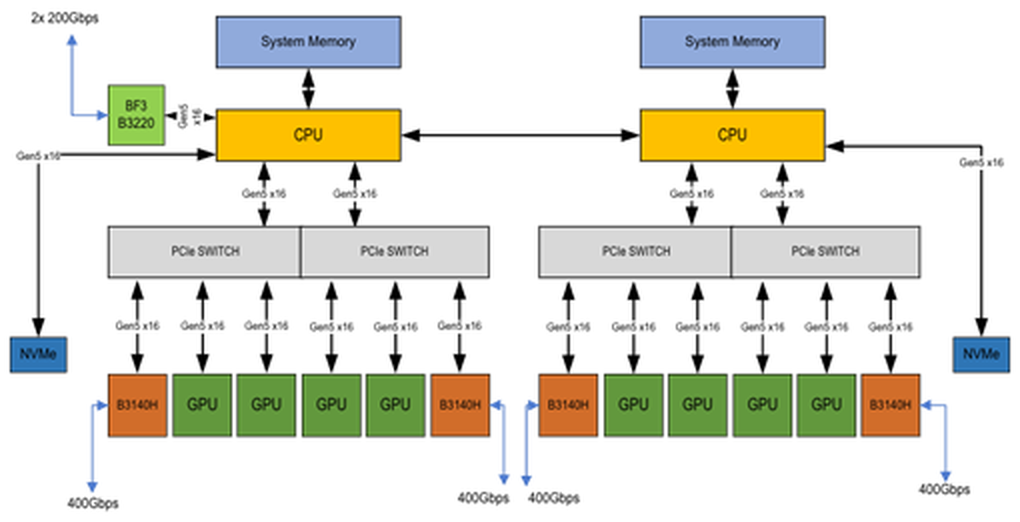 2x 200Gbps
System Memory
System Memory
BF3
B3220
Gen5
x16
CPU
CPU
Gen5 x16
Gen5 x16
Gen5 x16
Gen5 x16
Gen5 x16
Gen5 x16
PCIe SWITCH
PCIe SWITCH
PCIe SWITCH
PCIe SWITCH
Gen5 x16
Gen5 x16
Gen5 x16
Gen5 x16
Gen5 x16
Gen5 x16
Gen5 x16
Gen5 x16
Gen5 x16
Gen5 x16
Gen5 x16
Gen5 x16
NVMe
NVMe
B3140H
GPU
GPU
GPU
GPU
B3140H
B3140H
GPU
GPU
GPU
GPU
B3140H
400Gbps
400Gbps
400Gbps
400Gbps